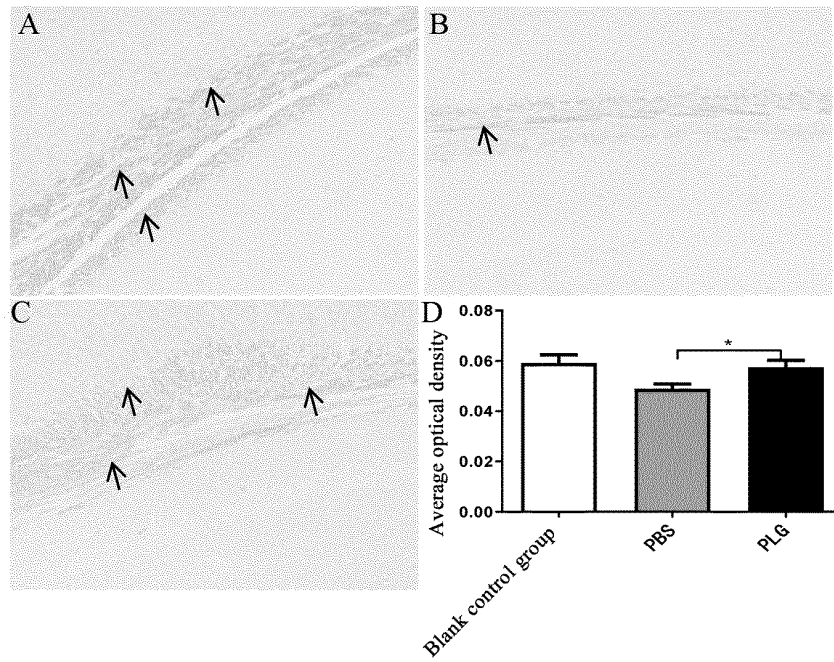 A
B
C
D
0.08
0.06
0.04
0.02
0.00
Average optical density
*
Blank control group
PBS
PLG